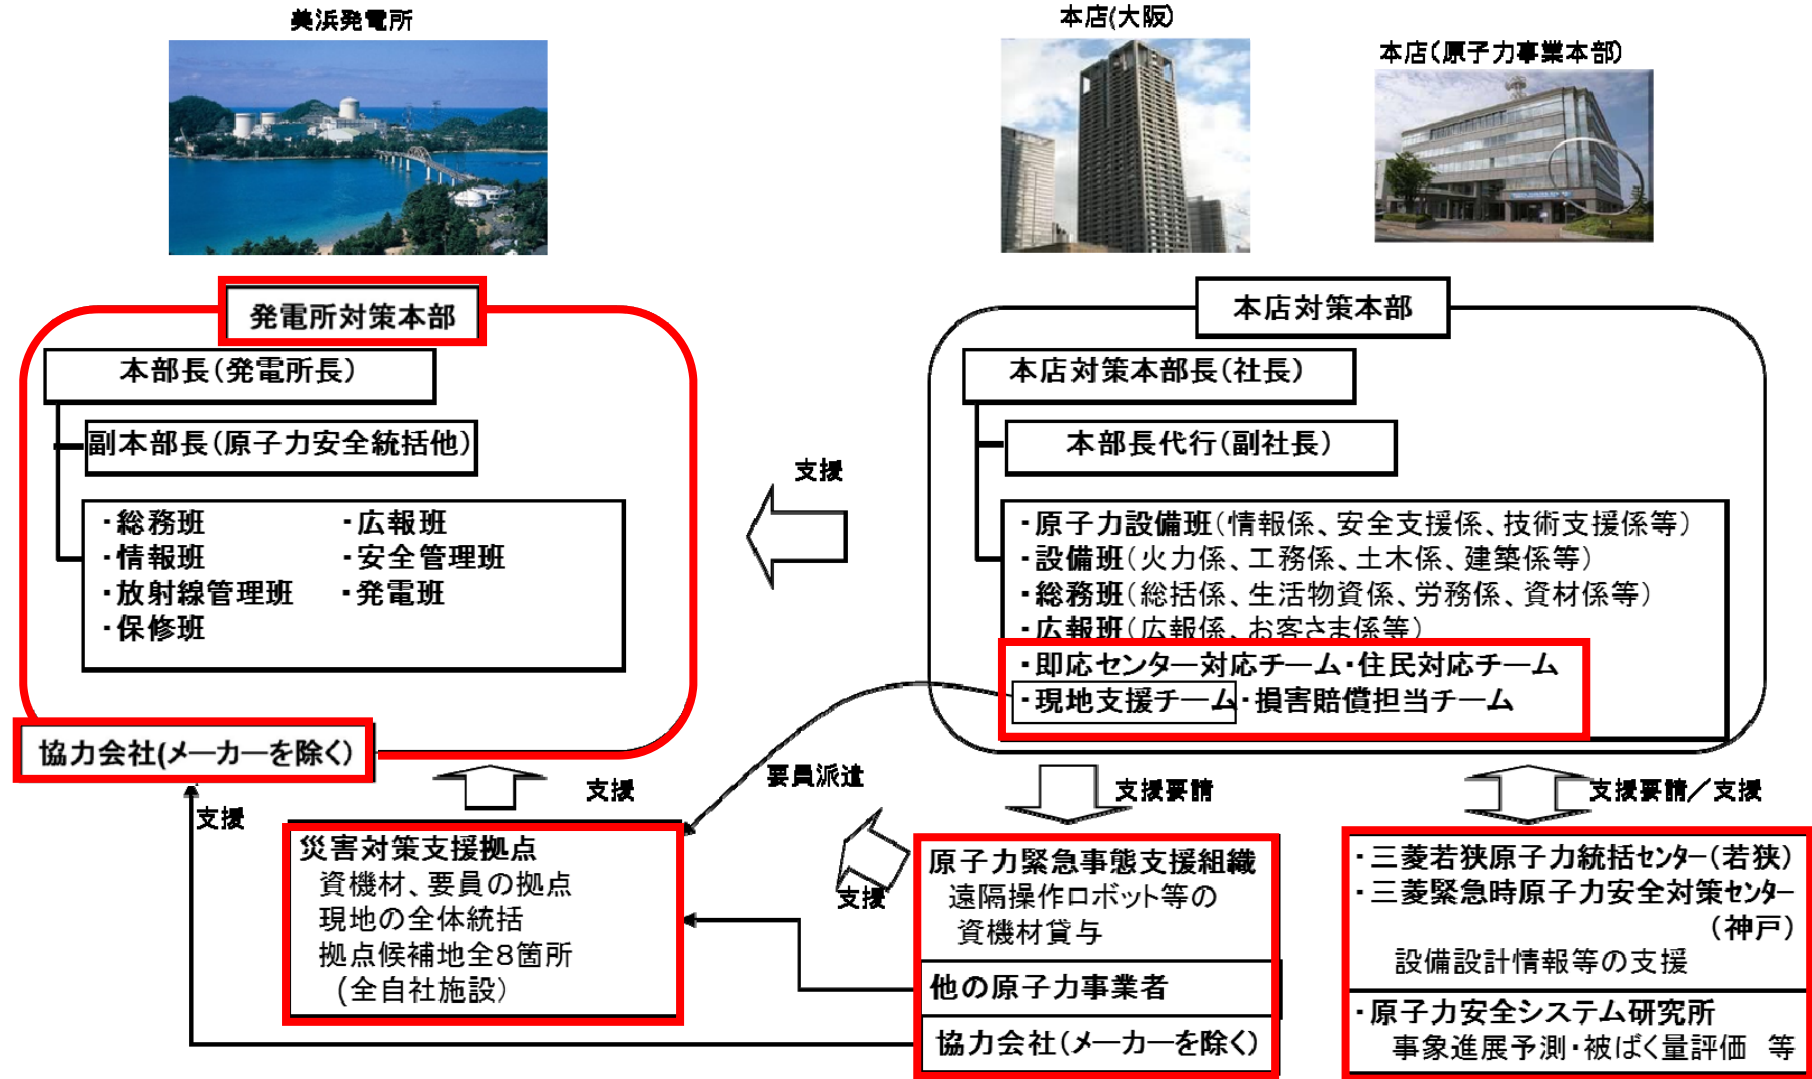 美浜発電所
本店(大阪)
本店(原子力事業本部)
発電所対策本部
本部長(発電所長)
副本部長(原子力安全統括他)
・総務班　・広報班
・情報班　・安全管理班
・放射線管理班　・発電班
・保修班
協力会社(メーカーを除く)
支援
本店対策本部
本店対策本部長(社長)
本部長代行(副社長)
・原子力設備班(情報係、安全支援係、技術支援係等)
・設備班(火力係、工務係、土木係、建築係等)
・総務班(総括係、生活物資係、労務係、資材係等)
・広報班(広報係、お客さま係等)
・即応センター対応チーム・住民対応チーム
・現地支援チーム・損害賠償担当チーム
支援
支援
要員派遣
支援要請
支援要請／支援
支援
災害対策支援拠点
資機材、要員の拠点
現地の全体統括
拠点候補地全8箇所
(全自社施設)
原子力緊急事態支援組織
遠隔操作ロボット等の
資機材貸与
他の原子力事業者
協力会社(メーカーを除く)
・三菱若狭原子力統括センター(若狭)
・三菱緊急時原子力安全対策センター
(神戸)
設備設計情報等の支援
・原子力安全システム研究所
事象進展予測・被ばく量評価　等